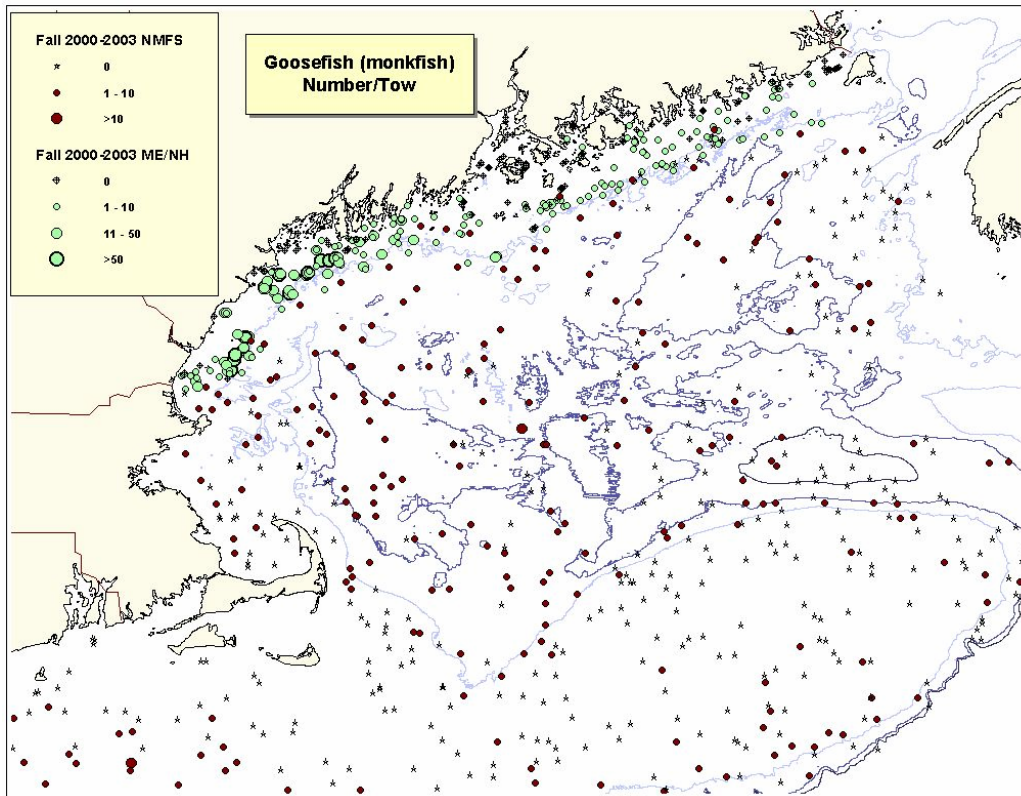 Fall 2000-2003 NMFS
0
1 - 10
>10
Fall 2000-2003 ME/NH
0
1 - 10
11 - 50
>50
Goosefish (monkfish)
Number/Tow